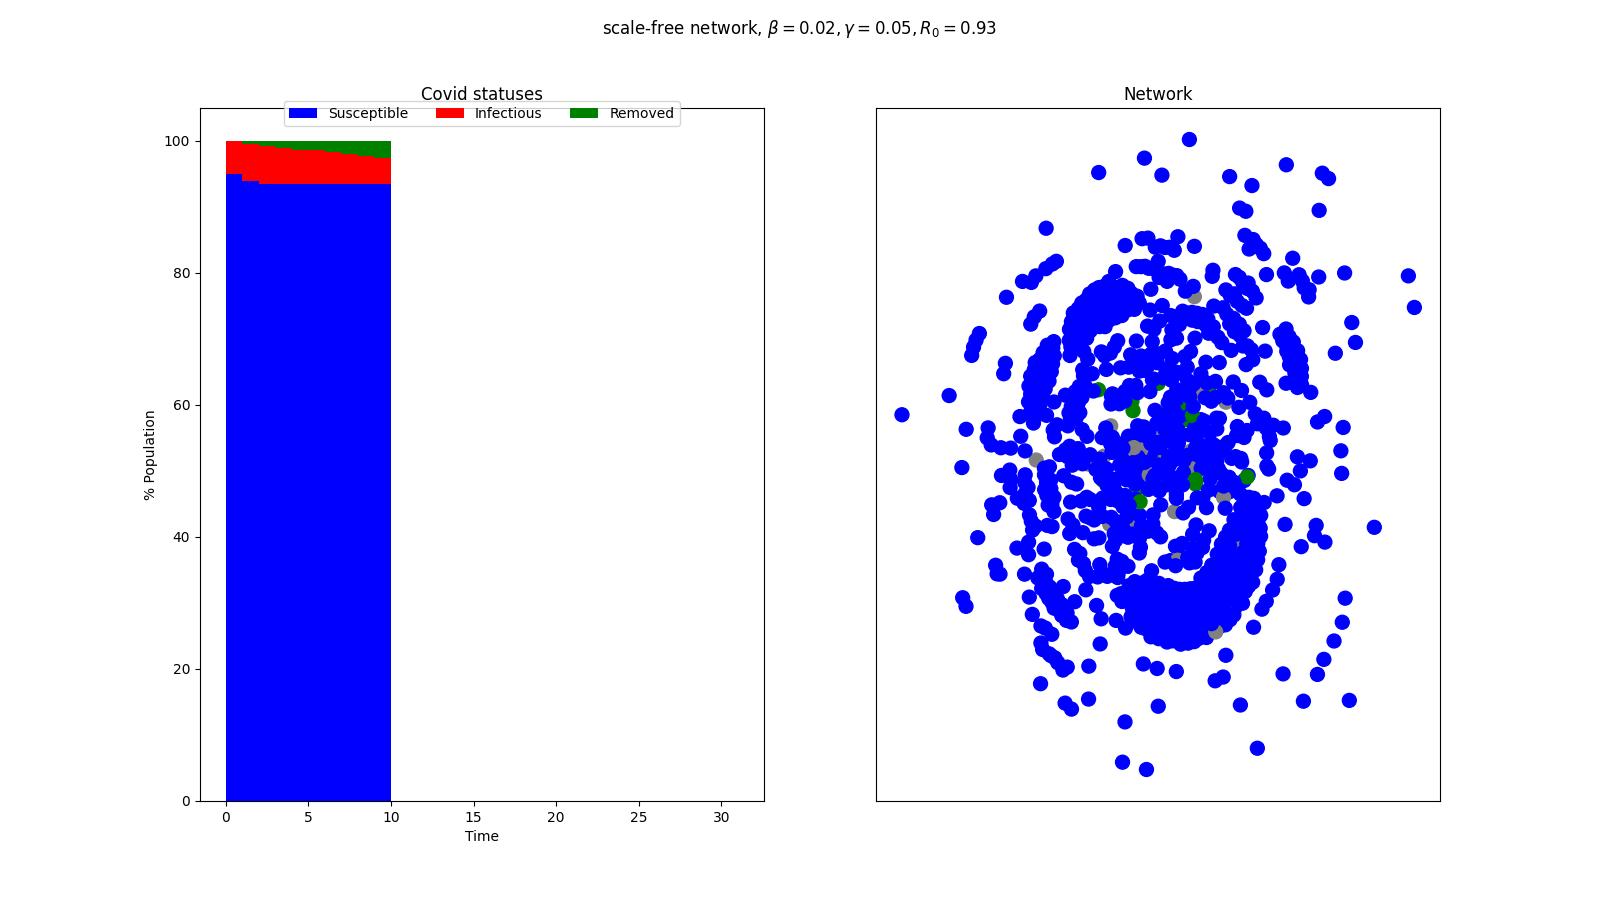 scale-free network, β = 0.02, γ = 0.05, R₀ = 0.93
Covid statuses
Susceptible Infectious Removed
100
80
60
40
20
0
% Population
0 5 10 15 20 25 30
Time
Network